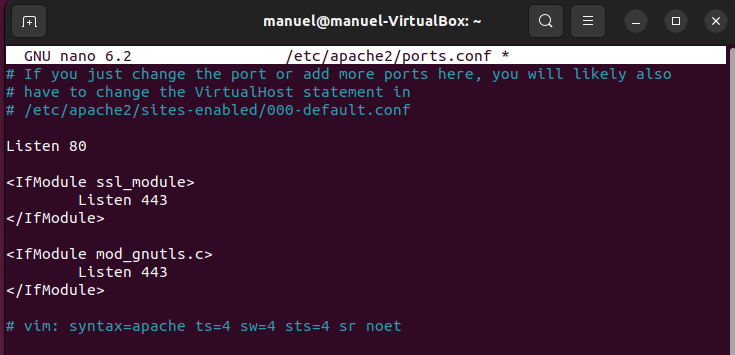 manuel@manuel-VirtualBox: ~
GNU nano 6.2 /etc/apache2/ports.conf *
# If you just change the port or add more ports here, you will likely also
# have to change the VirtualHost statement in
# /etc/apache2/sites-enabled/000-default.conf
Listen 80
<IfModule ssl_module>
Listen 443
</IfModule>
<IfModule mod_gnutls.c>
Listen 443
</IfModule>
# vim: syntax=apache ts=4 sw=4 sts=4 sr noet